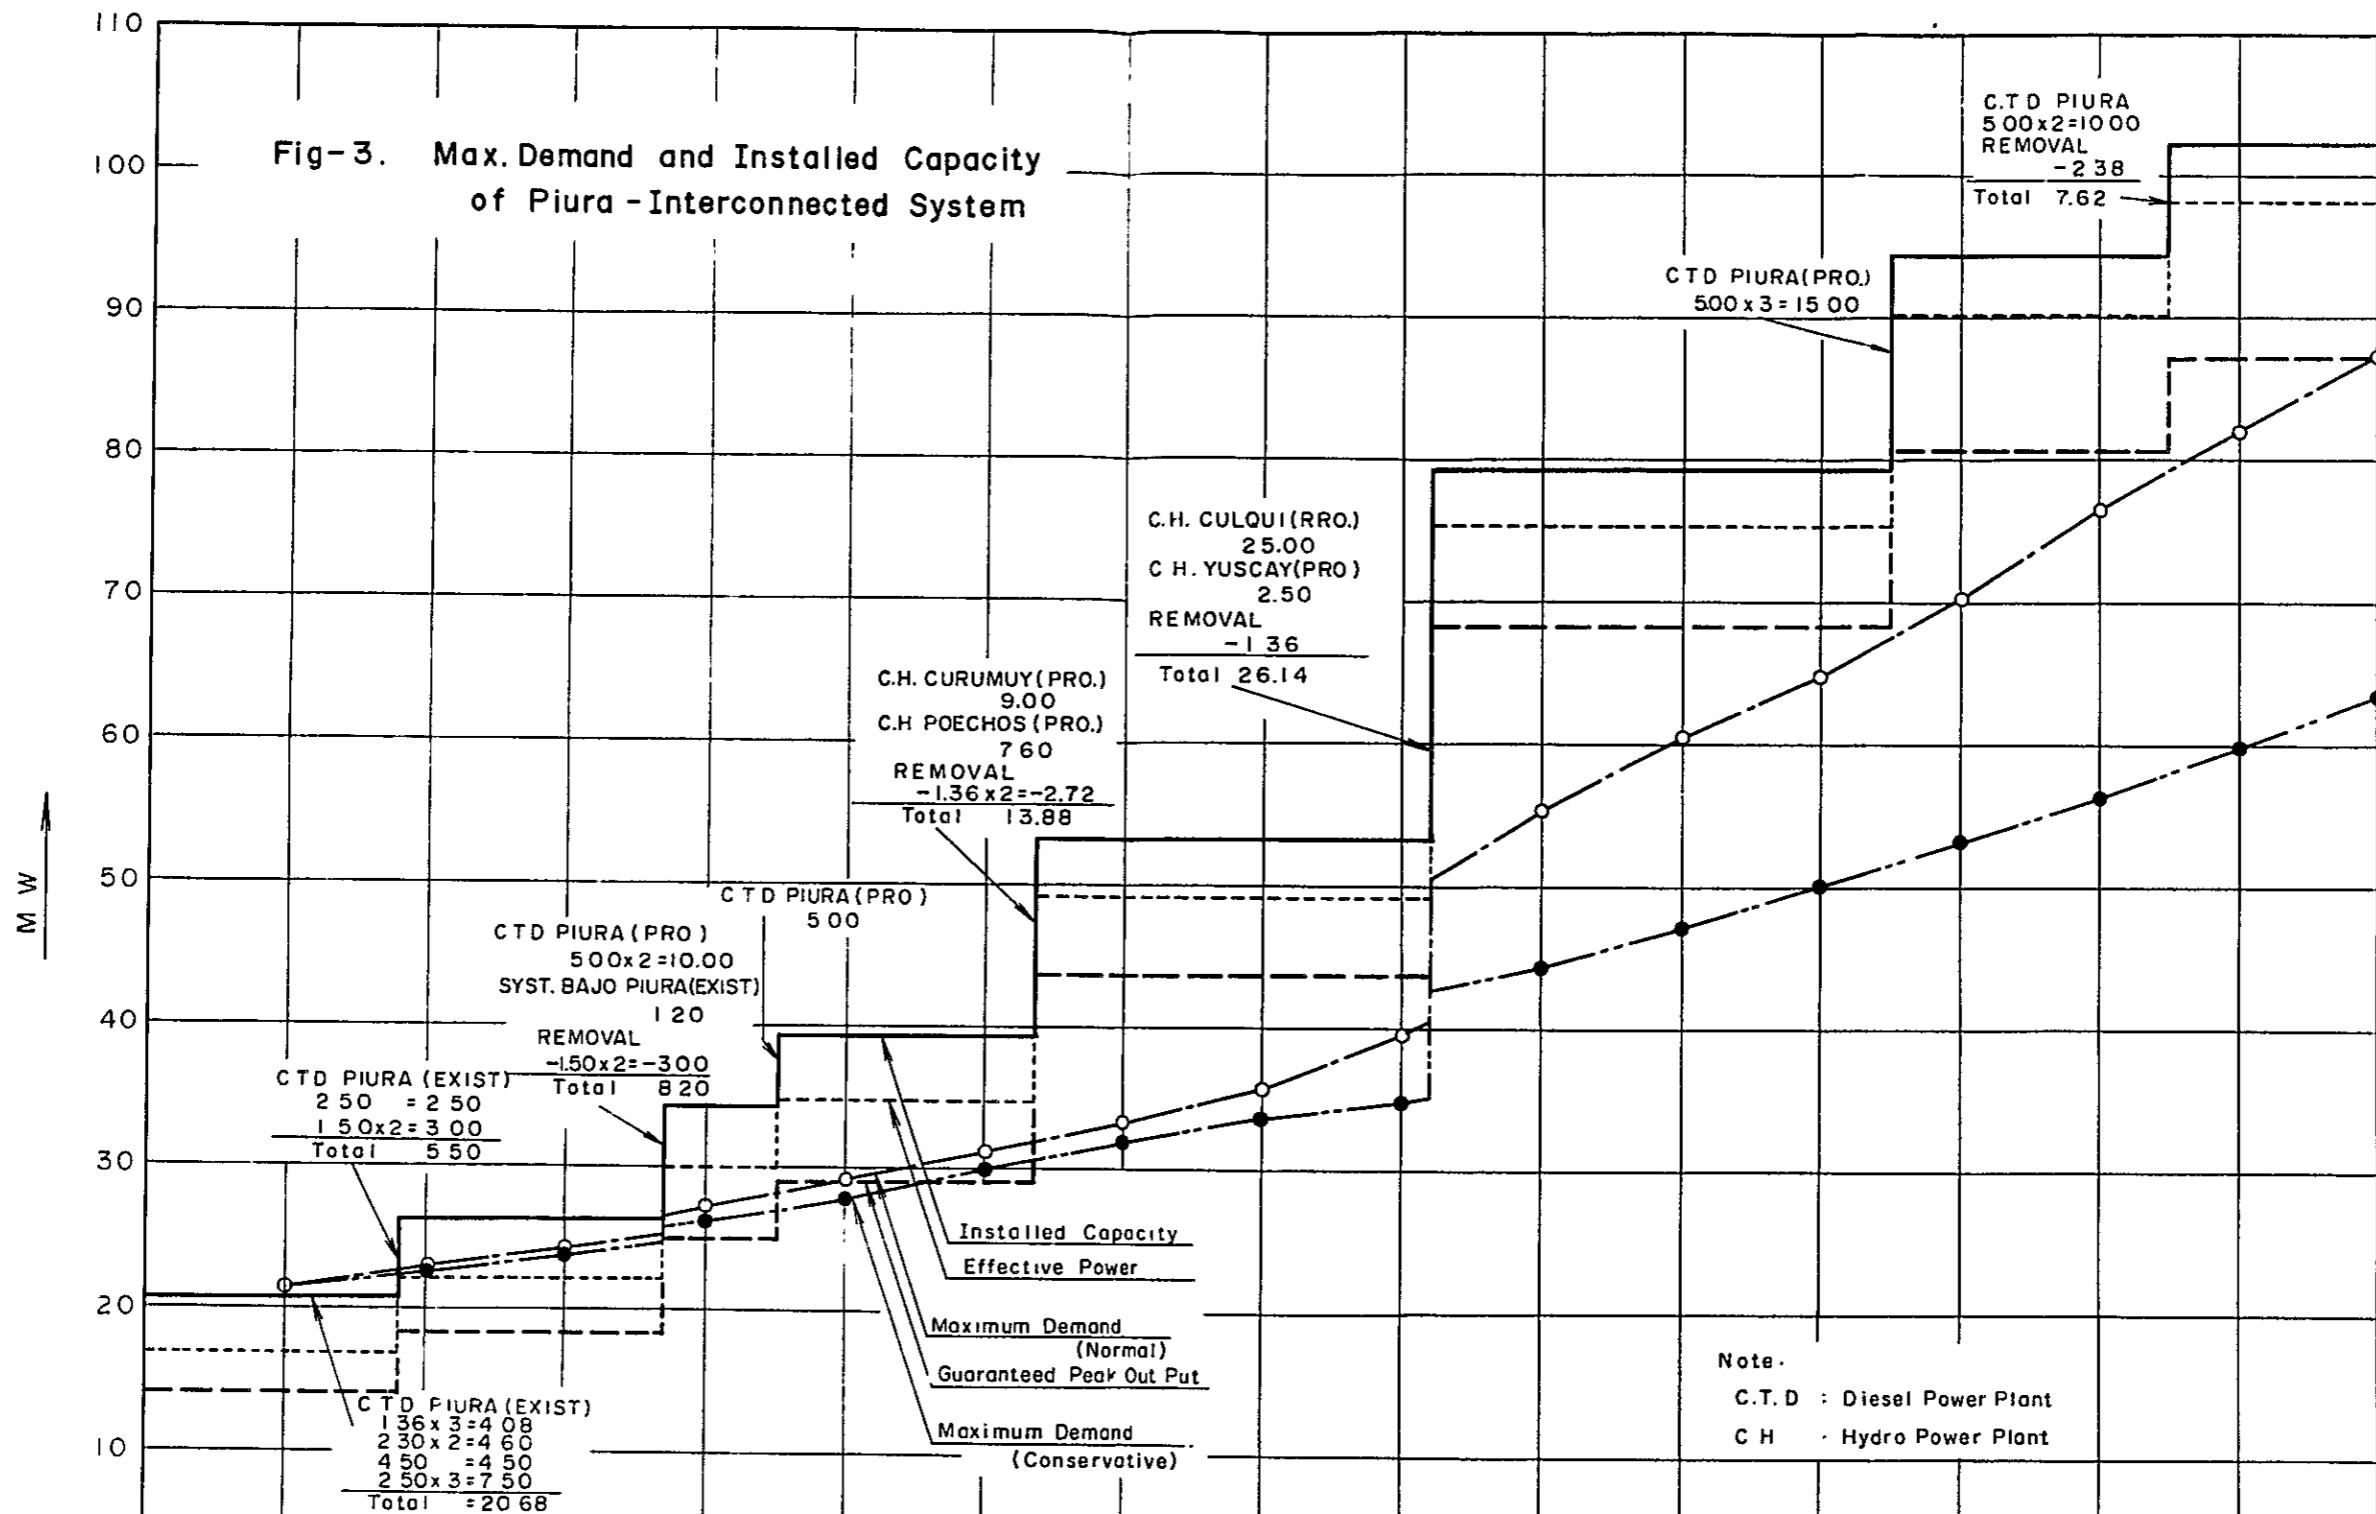 110
100
90
80
70
60
50
40
30
20
10
MW
Fig-3. Max. Demand and Installed Capacity
of Piura-Interconnected System
C.T D PIURA
5 00x2=10 00
REMOVAL
-2 38
Total 7.62
CTD PIURA(PRO.)
5.00 x 3 = 15 00
C.H. CULQUI(RRO.)
25.00
C H. YUSCAY(PRO)
2.50
REMOVAL
-1 36
Total 26.14
C.H. CURUMUY(PRO.)
9.00
C.H POECHOS (PRO.)
7 60
REMOVAL
-1.36x2=-2.72
Total 13.88
C T D PIURA(PRO)
5 00
CTD PIURA (PRO)
5 00x2=10.00
SYST. BAJO PIURA(EXIST)
1 20
REMOVAL
-1.50x2=-3 00
Total 8 20
C T D PIURA (EXIST)
2 50 = 2 50
1 50x2=3 00
Total 5 50
C T D PIURA (EXIST)
1 36 x 3=4 08
2 30 x 2=4 60
4 50 =4 50
2 50 x 3=7 50
Total =20 68
Installed Capacity
Effective Power
Maximum Demand
(Normal)
Guaranteed Peak Out Put
Maximum Demand
(Conservative)
Note.
C.T. D : Diesel Power Plant
C H . Hydro Power Plant